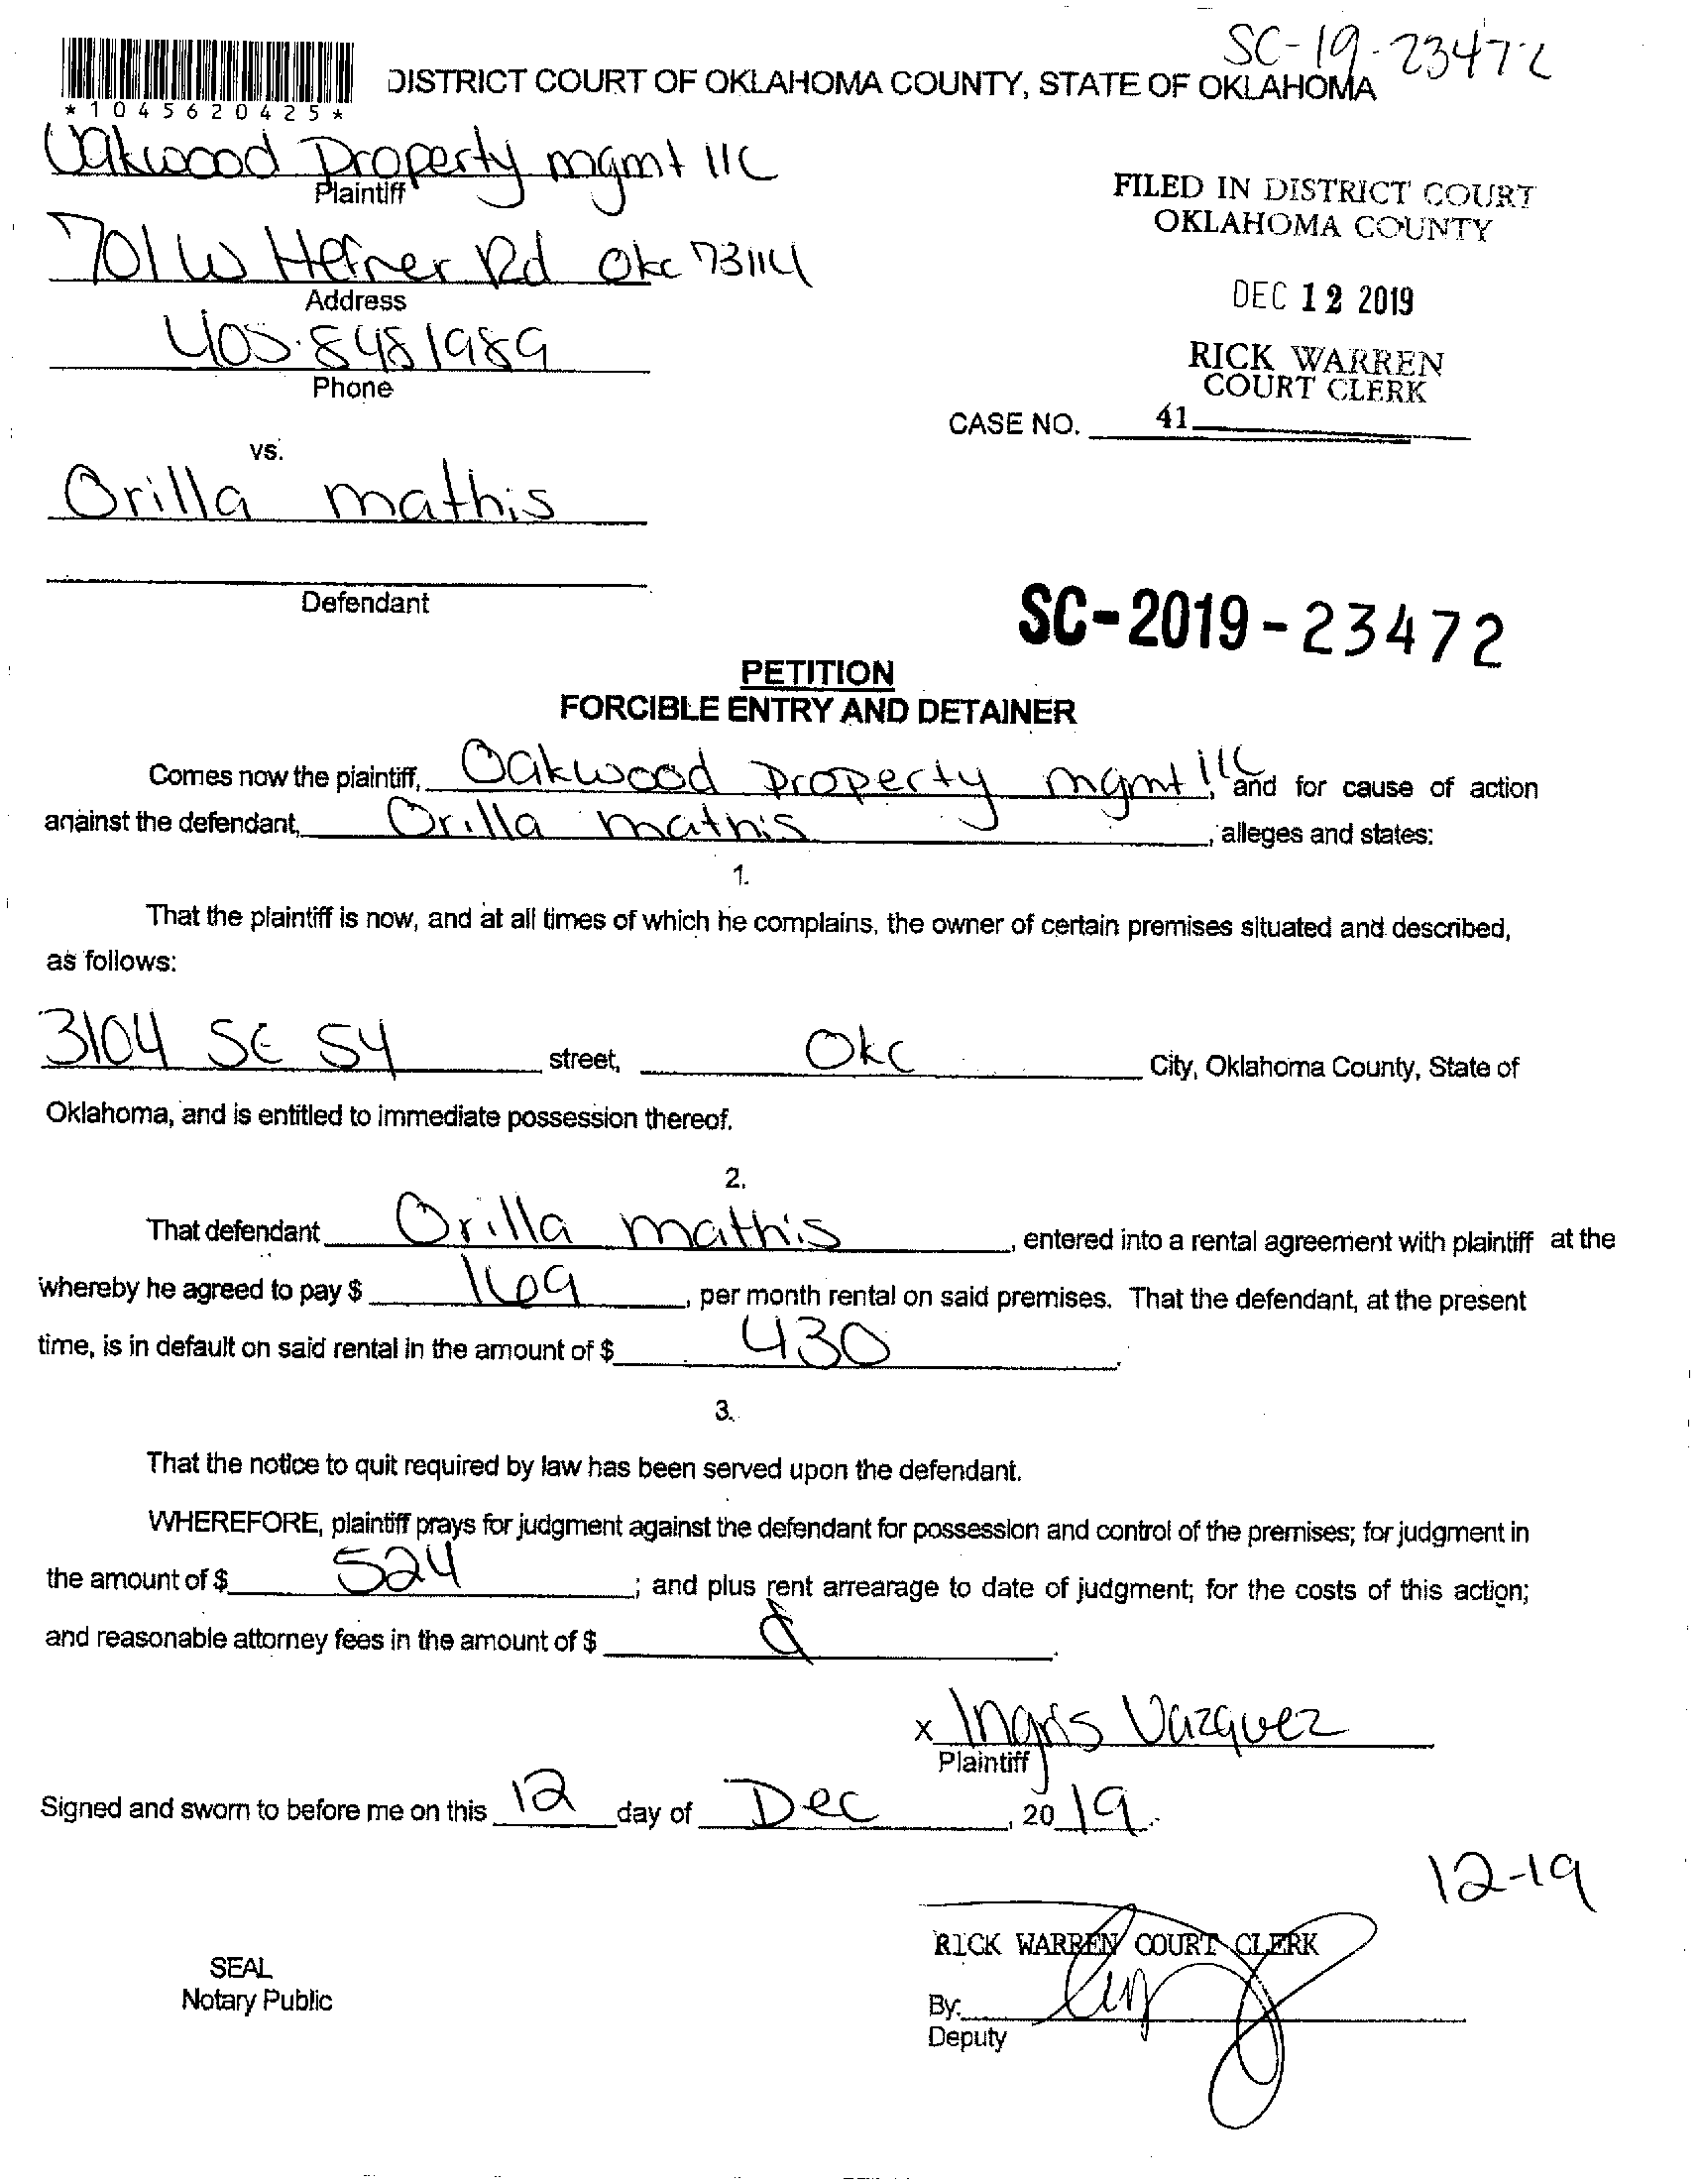 SC-19-23472
DISTRICT COURT OF OKLAHOMA COUNTY, STATE OF OKLAHOMA
*1045620425*
Oakwood Property mgmt llc
Plaintiff
FILED IN DISTRICT COURT
OKLAHOMA COUNTY
701 W Hefner Rd Okc 73114
Address
DEC 12 2019
405.8481989
Phone
RICK WARREN
COURT CLERK
CASE NO. 41
vs.
Orilla mathis
Defendant
SC-2019-23472
PETITION
FORCIBLE ENTRY AND DETAINER
Comes now the plaintiff, Oakwood Property mgmt llc, and for cause of action
against the defendant, Orilla mathis, alleges and states:
1.
That the plaintiff is now, and at all times of which he complains, the owner of certain premises situated and described,
as follows:
3104 SE 54 street, Okc City, Oklahoma County, State of
Oklahoma, and is entitled to immediate possession thereof.
2.
That defendant Orilla mathis, entered into a rental agreement with plaintiff at the
whereby he agreed to pay $ 169, per month rental on said premises. That the defendant, at the present
time, is in default on said rental in the amount of $ 430.
3.
That the notice to quit required by law has been served upon the defendant.
WHEREFORE, plaintiff prays for judgment against the defendant for possession and control of the premises; for judgment in
the amount of $ 524; and plus rent arrearage to date of judgment; for the costs of this action;
and reasonable attorney fees in the amount of $
x Ingris Vazquez
Plaintiff
Signed and sworn to before me on this 12 day of Dec, 2019.
12-19
RICK WARREN COURT CLERK
SEAL
Notary Public
By:
Deputy